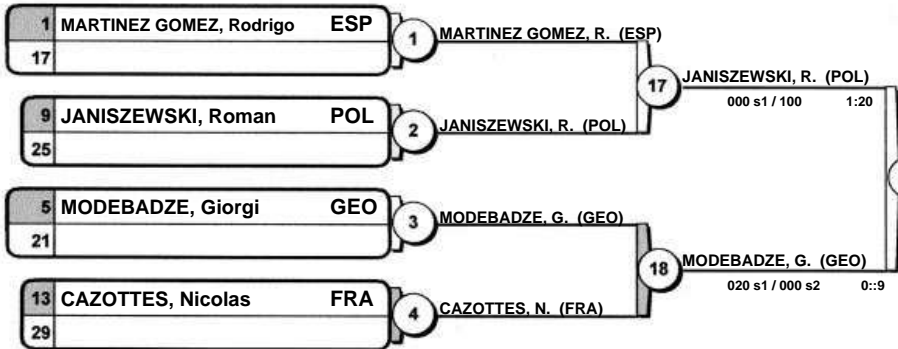 1 MARTINEZ GOMEZ, Rodrigo ESP
17
1
MARTINEZ GOMEZ, R. (ESP)
9 JANISZEWSKI, Roman POL
25
2
JANISZEWSKI, R. (POL)
17
JANISZEWSKI, R. (POL)
000 s1 / 100 1:20
5 MODEBADZE, Giorgi GEO
21
3
MODEBADZE, G. (GEO)
13 CAZOTTES, Nicolas FRA
29
4
CAZOTTES, N. (FRA)
18
MODEBADZE, G. (GEO)
020 s1 / 000 s2 0::9